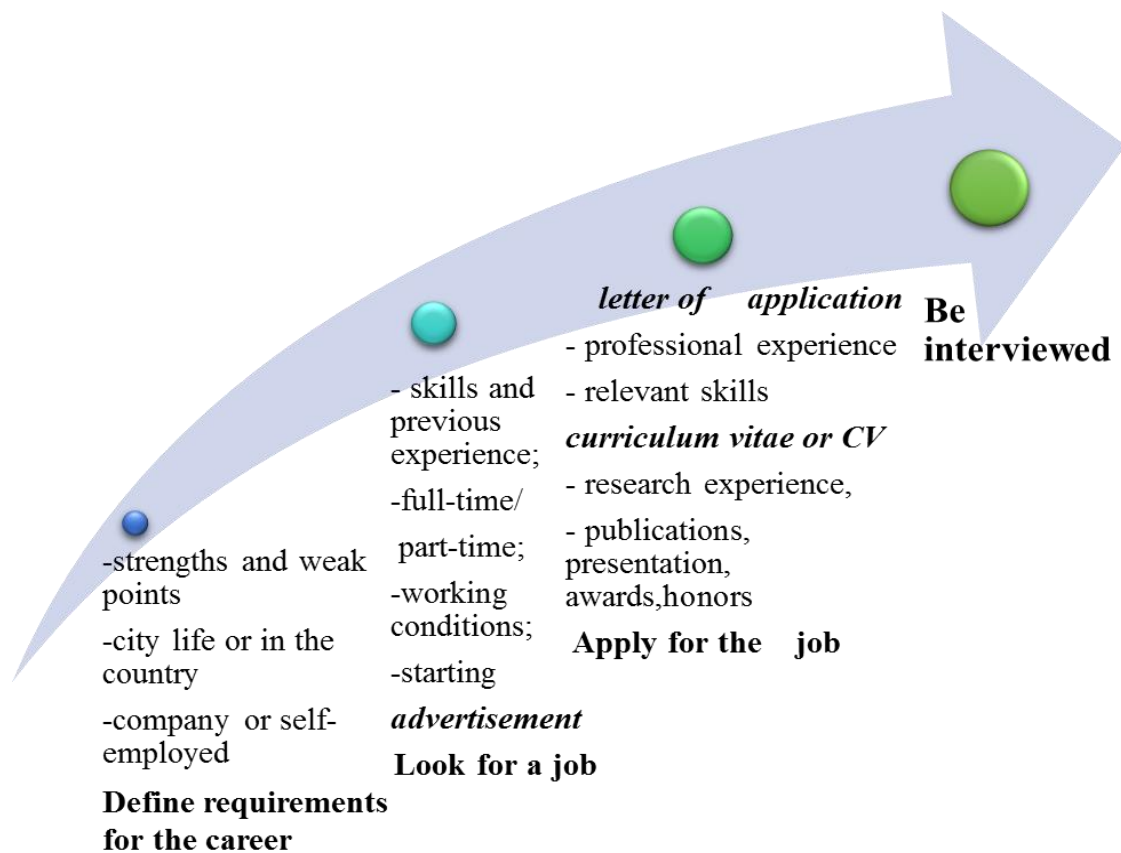 -strengths and weak
points
-city life or in the
country
-company or self-
employed
Define requirements
for the career
- skills and
previous
experience;
-full-time/
part-time;
-working
conditions;
-starting
advertisement
Look for a job
letter of application
- professional experience
- relevant skills
curriculum vitae or CV
- research experience,
- publications,
presentation,
awards,honors
Apply for the job
Be
interviewed